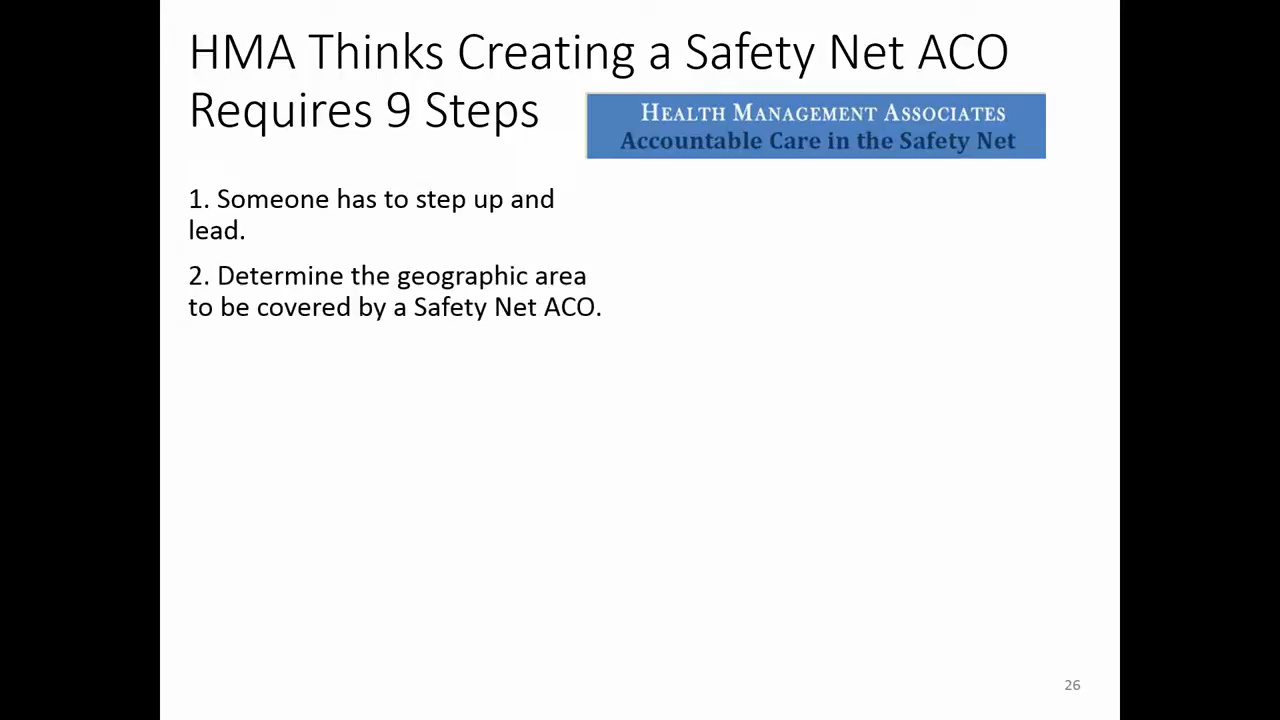 HMA Thinks Creating a Safety Net ACO
Requires 9 Steps
HEALTH MANAGEMENT ASSOCIATES
Accountable Care in the Safety Net
1. Someone has to step up and
lead.
2. Determine the geographic area
to be covered by a Safety Net ACO.
26